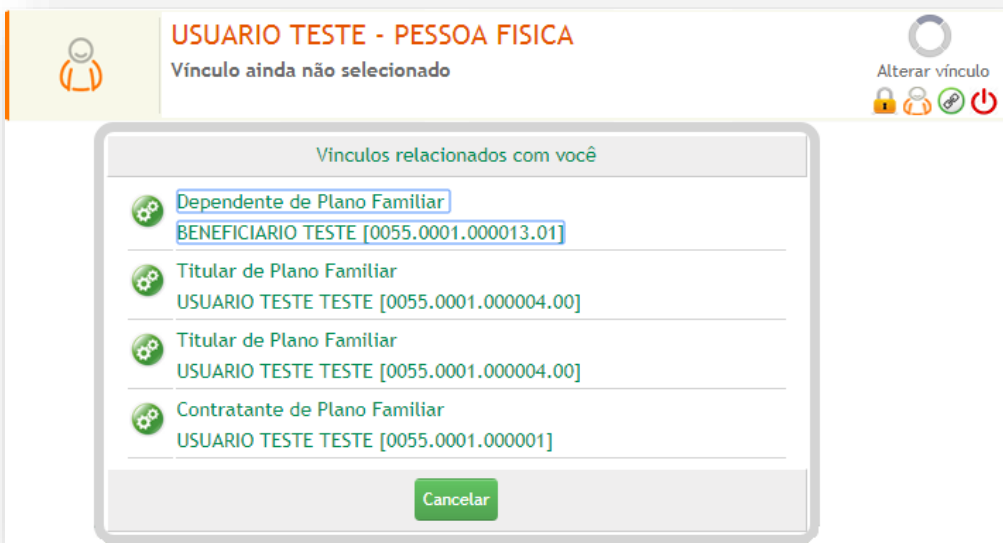 USUARIO TESTE - PESSOA FISICA
Vínculo ainda não selecionado
Alterar vínculo
Vinculos relacionados com você
Dependente de Plano Familiar
BENEFICIARIO TESTE [0055.0001.000013.01]
Titular de Plano Familiar
USUARIO TESTE TESTE [0055.0001.000004.00]
Titular de Plano Familiar
USUARIO TESTE TESTE [0055.0001.000004.00]
Contratante de Plano Familiar
USUARIO TESTE TESTE [0055.0001.000001]
Cancelar